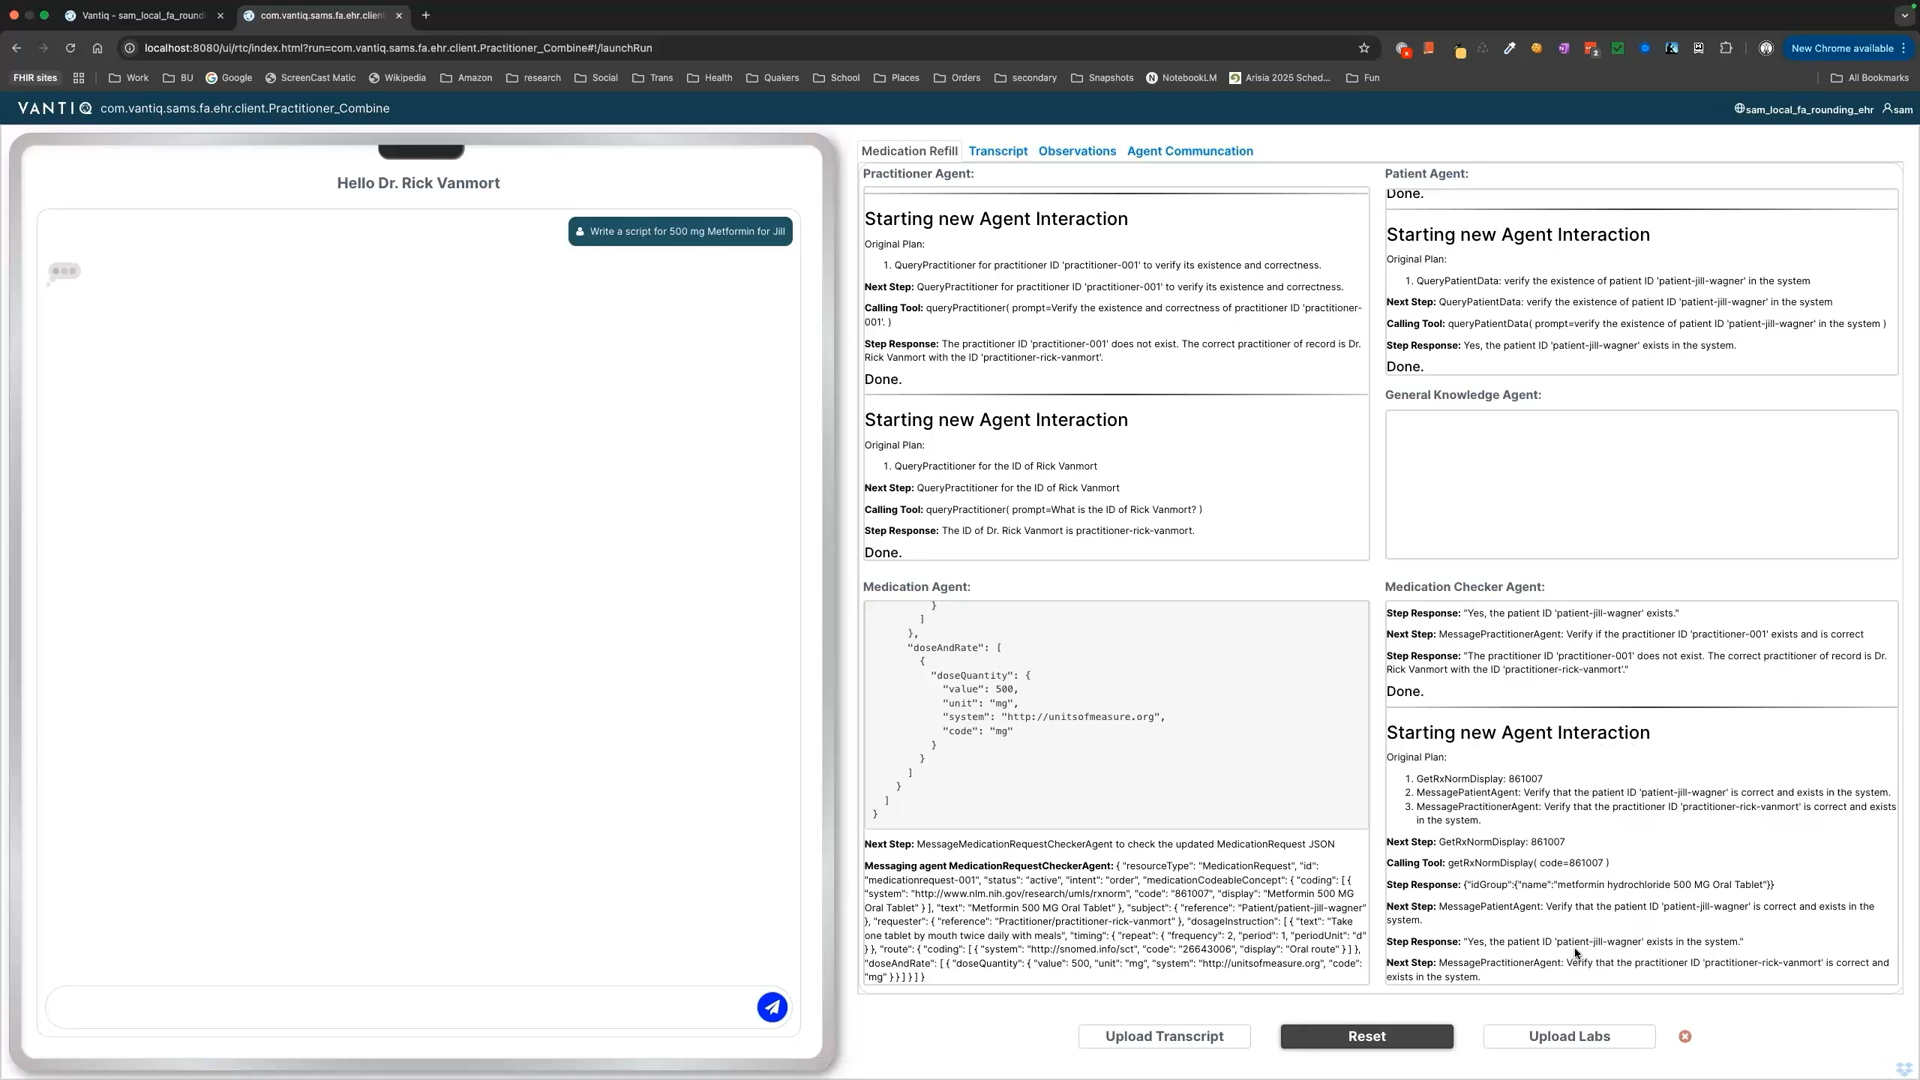 Vantiq - sam_local_fa_round
com.vantiq.sams.fa.ehr.client
localhost:8080/ui/rtc/index.html?run=com.vantiq.sams.fa.ehr.client.Practitioner_Combine#!/launchRun
New Chrome available
FHIR sites
Work
BU
Google
ScreenCast Matic
Wikipedia
Amazon
research
Social
Trans
Health
Quakers
School
Places
Orders
secondary
Snapshots
NotebookLM
Arisia 2025 Sched...
Fun
All Bookmarks
VANTIQ com.vantiq.sams.fa.ehr.client.Practitioner_Combine
sam_local_fa_rounding_ehr
sam
Hello Dr. Rick Vanmort
Write a script for 500 mg Metformin for Jill
Medication Refill Transcript Observations Agent Communcation
Practitioner Agent:
Starting new Agent Interaction
Original Plan:
1. QueryPractitioner for practitioner ID 'practitioner-001' to verify its existence and correctness.
Next Step: QueryPractitioner for practitioner ID 'practitioner-001' to verify its existence and correctness.
Calling Tool: queryPractitioner( prompt=Verify the existence and correctness of practitioner ID 'practitioner-
001'. )
Step Response: The practitioner ID 'practitioner-001' does not exist. The correct practitioner of record is Dr.
Rick Vanmort with the ID 'practitioner-rick-vanmort'.
Done.
Starting new Agent Interaction
Original Plan:
1. QueryPractitioner for the ID of Rick Vanmort
Next Step: QueryPractitioner for the ID of Rick Vanmort
Calling Tool: queryPractitioner( prompt=What is the ID of Rick Vanmort? )
Step Response: The ID of Dr. Rick Vanmort is practitioner-rick-vanmort.
Done.
Patient Agent:
Done.
Starting new Agent Interaction
Original Plan:
1. QueryPatientData: verify the existence of patient ID 'patient-jill-wagner' in the system
Next Step: QueryPatientData: verify the existence of patient ID 'patient-jill-wagner' in the system
Calling Tool: queryPatientData( prompt=verify the existence of patient ID 'patient-jill-wagner' in the system )
Step Response: Yes, the patient ID 'patient-jill-wagner' exists in the system.
Done.
General Knowledge Agent:
Medication Agent:
}
]
},
"doseAndRate": [
{
"doseQuantity": {
"value": 500,
"unit": "mg",
"system": "http://unitsofmeasure.org",
"code": "mg"
}
}
]
}
]
}
Next Step: MessageMedicationRequestCheckerAgent to check the updated MedicationRequest JSON
Messaging agent MedicationRequestCheckerAgent: { "resourceType": "MedicationRequest", "id":
"medicationrequest-001", "status": "active", "intent": "order", "medicationCodeableConcept": { "coding": [ {
"system": "http://www.nlm.nih.gov/research/umls/rxnorm", "code": "861007", "display": "Metformin 500 MG
Oral Tablet" } ], "text": "Metformin 500 MG Oral Tablet" }, "subject": { "reference": "Patient/patient-jill-wagner"
}, "requester": { "reference": "Practitioner/practitioner-rick-vanmort" }, "dosageInstruction": [ { "text": "Take
one tablet by mouth twice daily with meals", "timing": { "repeat": { "frequency": 2, "period": 1, "periodUnit": "d"
} }, "route": { "coding": [ { "system": "http://snomed.info/sct", "code": "26643006", "display": "Oral route" } ] },
"doseAndRate": [ { "doseQuantity": { "value": 500, "unit": "mg", "system": "http://unitsofmeasure.org", "code":
"mg" } } ] } ] }
Medication Checker Agent:
Step Response: "Yes, the patient ID 'patient-jill-wagner' exists."
Next Step: MessagePractitionerAgent: Verify if the practitioner ID 'practitioner-001' exists and is correct
Step Response: "The practitioner ID 'practitioner-001' does not exist. The correct practitioner of record is Dr.
Rick Vanmort with the ID 'practitioner-rick-vanmort'."
Done.
Starting new Agent Interaction
Original Plan:
1. GetRxNormDisplay: 861007
2. MessagePatientAgent: Verify that the patient ID 'patient-jill-wagner' is correct and exists in the system.
3. MessagePractitionerAgent: Verify that the practitioner ID 'practitioner-rick-vanmort' is correct and exists
in the system.
Next Step: GetRxNormDisplay: 861007
Calling Tool: getRxNormDisplay( code=861007 )
Step Response: {"idGroup":{"name":"metformin hydrochloride 500 MG Oral Tablet"}}
Next Step: MessagePatientAgent: Verify that the patient ID 'patient-jill-wagner' is correct and exists in the
system.
Step Response: "Yes, the patient ID 'patient-jill-wagner' exists in the system."
Next Step: MessagePractitionerAgent: Verify that the practitioner ID 'practitioner-rick-vanmort' is correct and
exists in the system.
Upload Transcript
Reset
Upload Labs